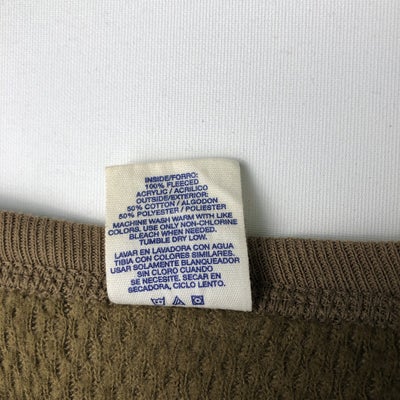 INSIDE/FORRO:
100% FLEECED
ACRYLIC / ACRILICO
OUTSIDE/EXTERIOR:
50% COTTON / ALGODON
50% POLYESTER / POLIESTER
MACHINE WASH WARM WITH LIKE
COLORS. USE ONLY NON-CHLORINE
BLEACH WHEN NEEDED.
TUMBLE DRY LOW.
LAVAR EN LAVADORA CON AGUA
TIBIA CON COLORES SIMILARES.
USAR SOLAMENTE BLANQUEADOR
SIN CLORO CUANDO
SE NECESITE. SECAR EN
SECADORA, CICLO LENTO.